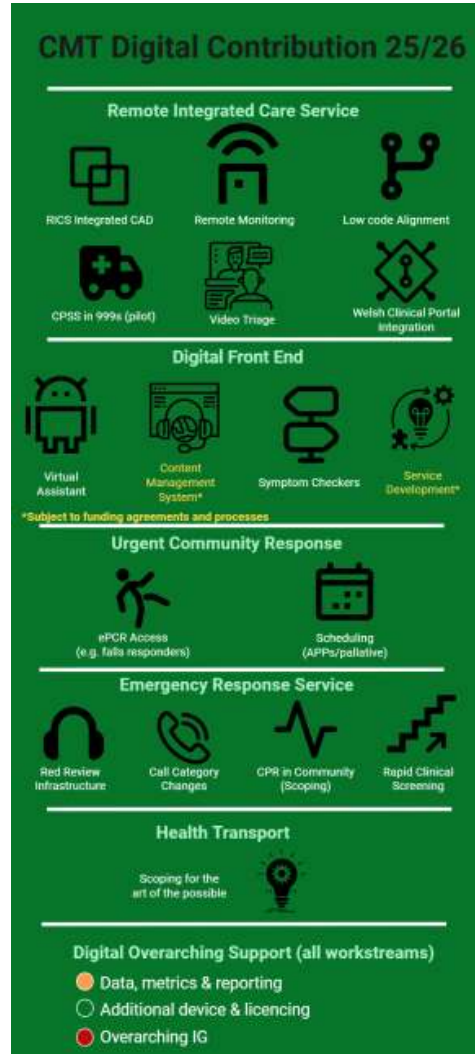 CMT Digital Contribution 25/26
Remote Integrated Care Service
RICS Integrated CAD
Remote Monitoring
Low code Alignment
CPSS in 999s (pilot)
Video Triage
Welsh Clinical Portal
Integration
Digital Front End
Virtual
Assistant
Content
Management
System*
Symptom Checkers
Service
Development*
*Subject to funding agreements and processes
Urgent Community Response
ePCR Access
(e.g. falls responders)
Scheduling
(APPs/palliative)
Emergency Response Service
Red Review
Infrastructure
Call Category
Changes
CPR in Community
(Scoping)
Rapid Clinical
Screening
Health Transport
Scoping for the
art of the possible
Digital Overarching Support (all workstreams)
Data, metrics & reporting
Additional device & licencing
Overarching IG